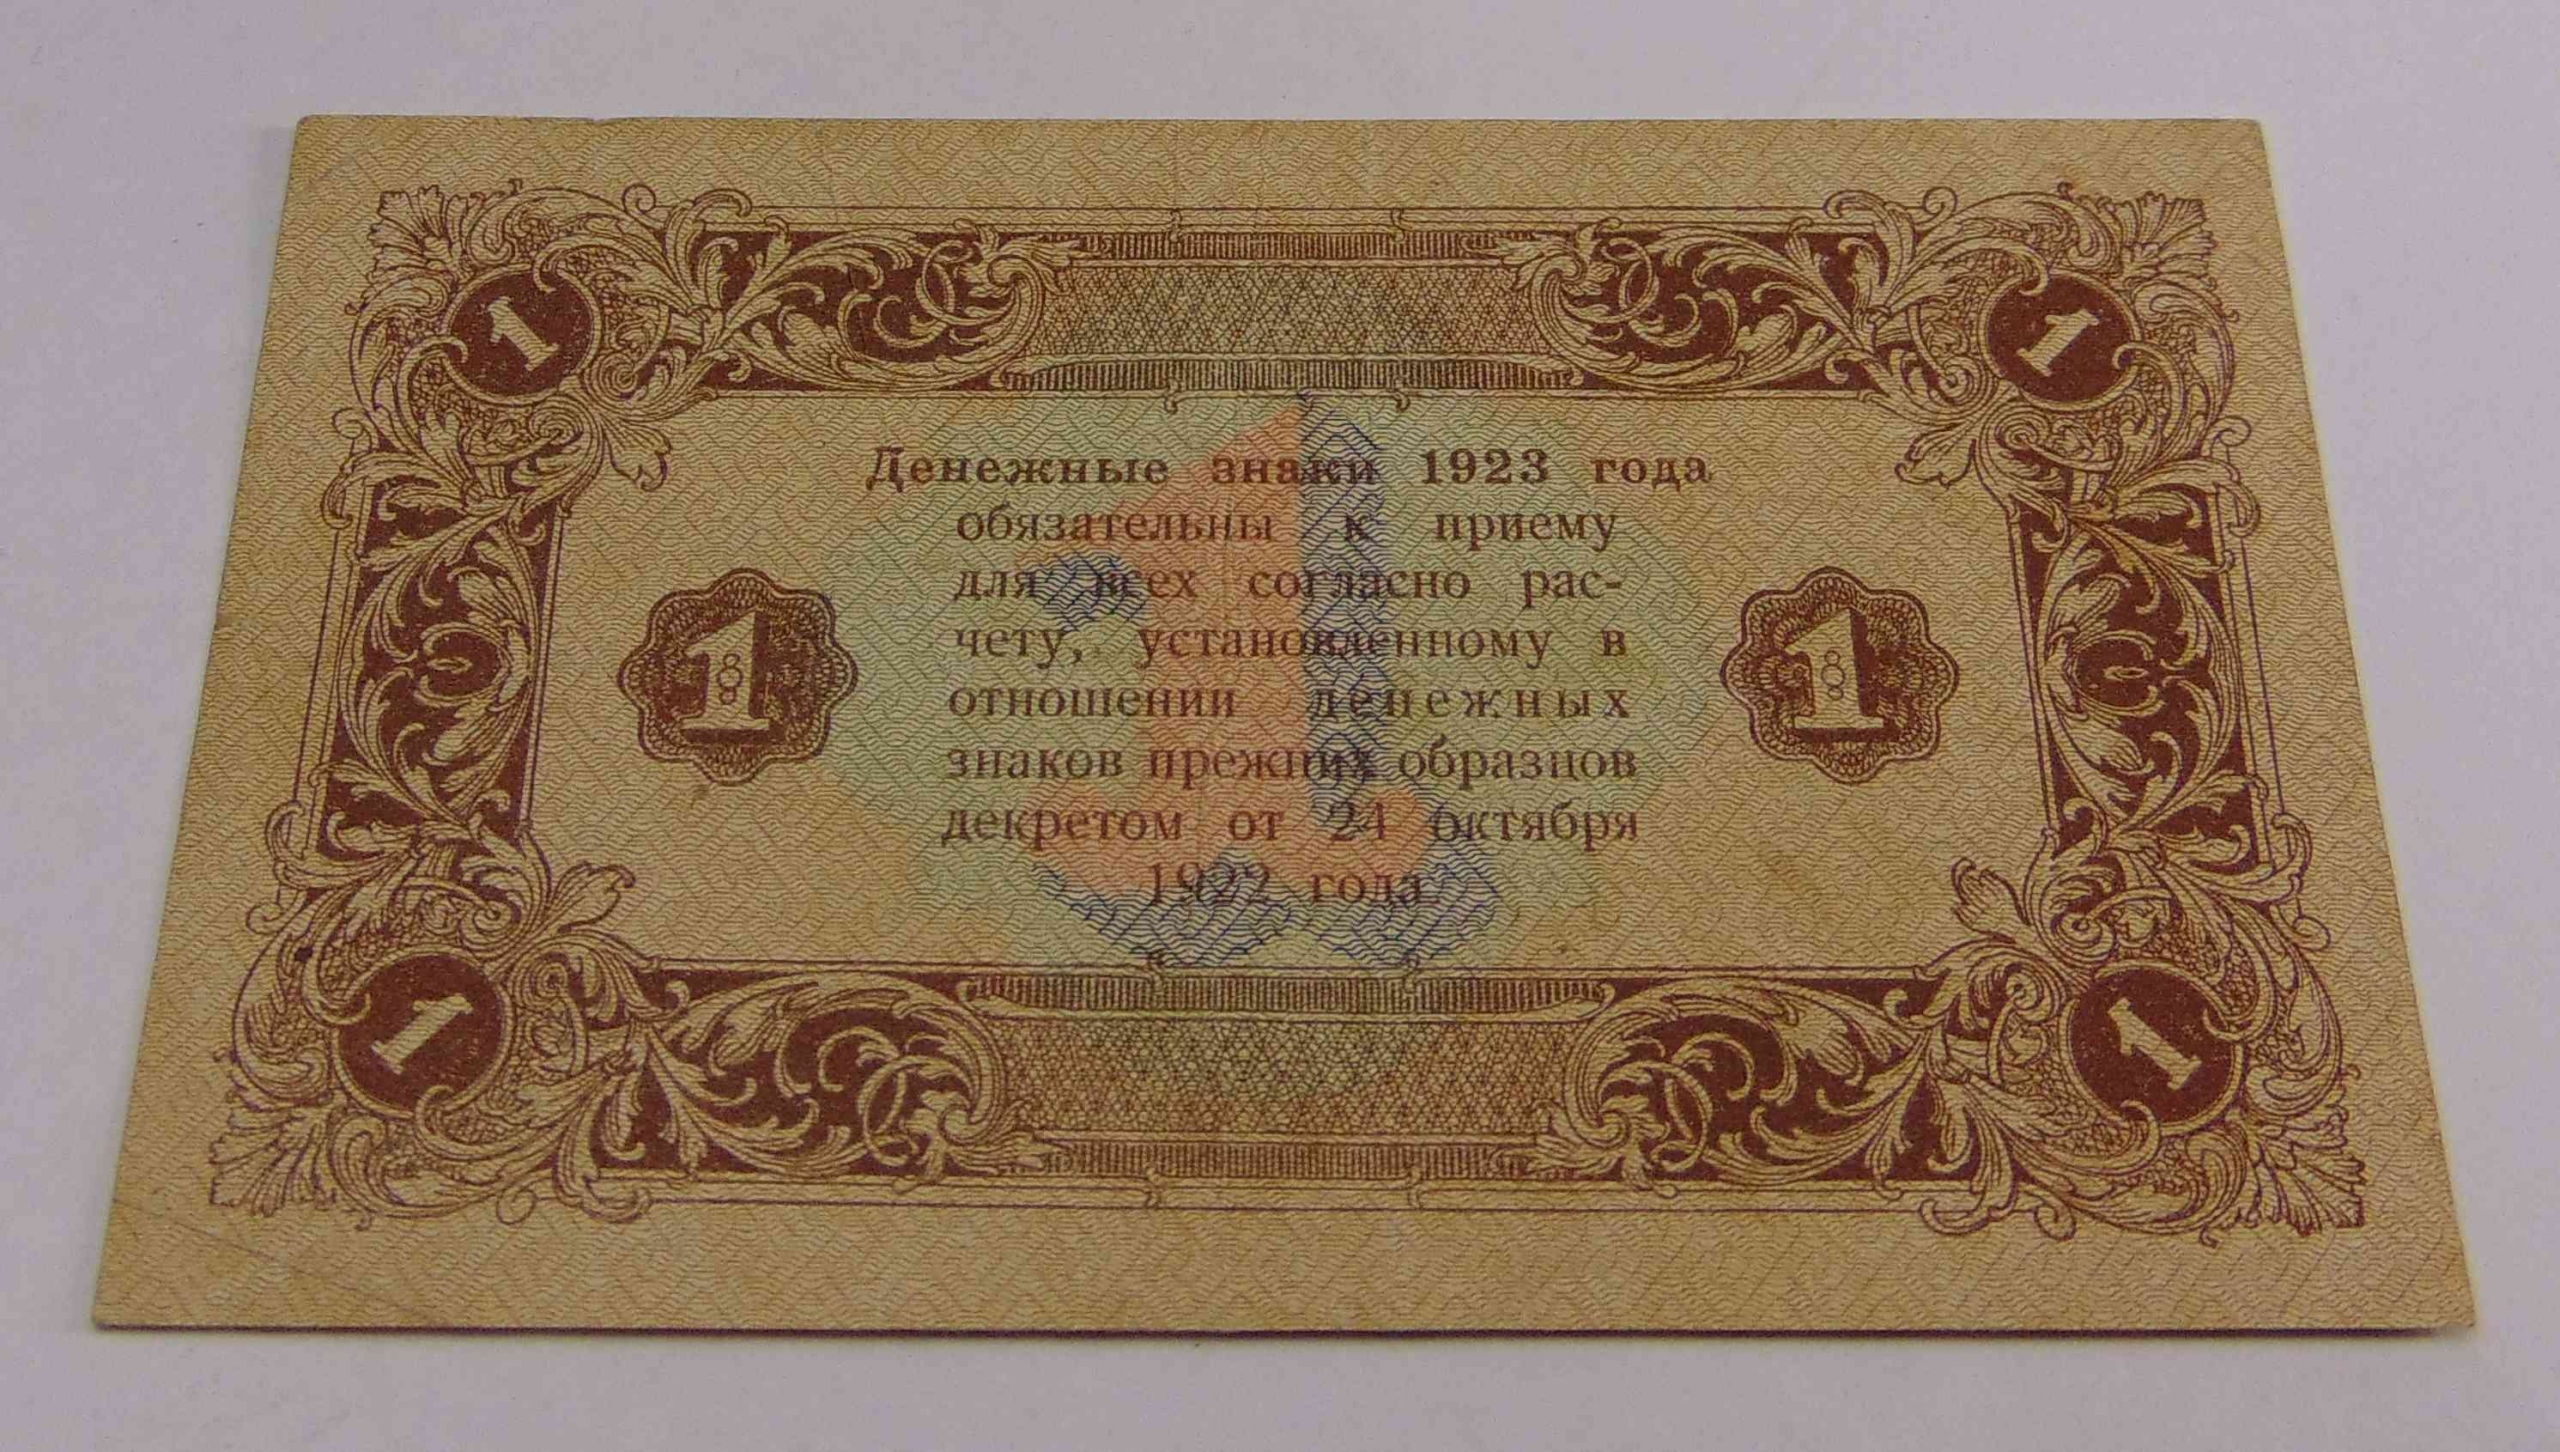 1 1
Денежные знаки 1923 года
обязательны к приему
для всех согласно рас-
чету, установленному в
1 1
отношении денежных
знаков прежних образцов
декретом от 24 октября
1922 года
1 1
1